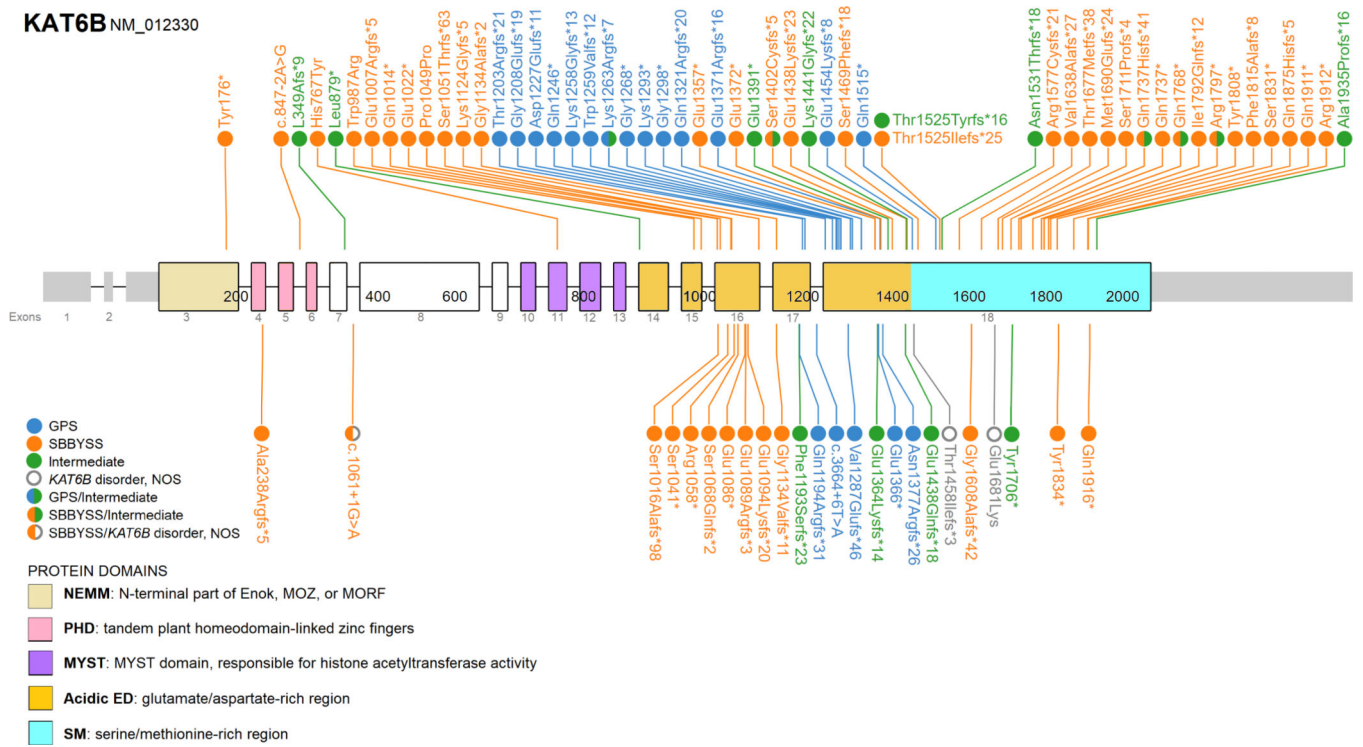 KAT6B NM_012330
Tyr176*
c.847-2A>G
L349Afs*9
His767Tyr
Leu879*
Trp987Arg
Glu1007Argfs*5
Gln1014*
Glu1022*
Pro1049Pro
Ser1051Thrfs*63
Lys1124Glyfs*5
Gly1134Alafs*2
Thr1203Argfs*21
Gly1208Glufs*19
Asp1227Glufs*11
Gln1246*
Lys1258Glyfs*13
Trp1259Valfs*12
Lys1263Argfs*7
Gly1268*
Lys1293*
Gly1298*
Gln1321Argfs*20
Glu1357*
Glu1371Argfs*16
Glu1372*
Glu1391*
Ser1402Cysfs*5
Glu1438Lysfs*23
Lys1441Glyfs*22
Glu1454Lysfs*8
Ser1469Phefs*18
Gln1515*
Thr1525Tyrfs*16
Thr1525Ilefs*25
Asn1531Thrfs*18
Arg1577Cysfs*21
Val1638Alafs*27
Thr1677Metfs*38
Met1690Glufs*24
Ser1711Profs*4
Gln1737Hisfs*41
Gln1737*
Gln1768*
Ile1792Glnfs*12
Arg1797*
Tyr1808*
Phe1815Alafs*8
Ser1831*
Gln1875Hisfs*5
Gln1911*
Arg1912*
Ala1935Profs*16
200 400 600 800 1000 1200 1400 1600 1800 2000
Exons 1 2 3 4 5 6 7 8 9 10 11 12 13 14 15 16 17 18
Ala238Argfs*5
c.1061+1G>A
Ser1016Alafs*98
Ser1041*
Arg1058*
Ser1068Glnfs*2
Glu1086*
Glu1089Argfs*3
Glu1094Lysfs*20
Gly1134Valfs*11
Phe1193Serfs*23
Gln1194Argfs*31
c.3664+6T>A
Val1287Glufs*46
Glu1364Lysfs*14
Glu1366*
Asn1377Argfs*26
Glu1438Glnfs*18
Thr1458Ilefs*3
Gly1608Alafs*42
Glu1681Lys
Tyr1706*
Tyr1834*
Gln1916*
GPS
SBBYSS
Intermediate
KAT6B disorder, NOS
GPS/Intermediate
SBBYSS/Intermediate
SBBYSS/KAT6B disorder, NOS
PROTEIN DOMAINS
NEMM: N-terminal part of Enok, MOZ, or MORF
PHD: tandem plant homeodomain-linked zinc fingers
MYST: MYST domain, responsible for histone acetyltransferase activity
Acidic ED: glutamate/aspartate-rich region
SM: serine/methionine-rich region